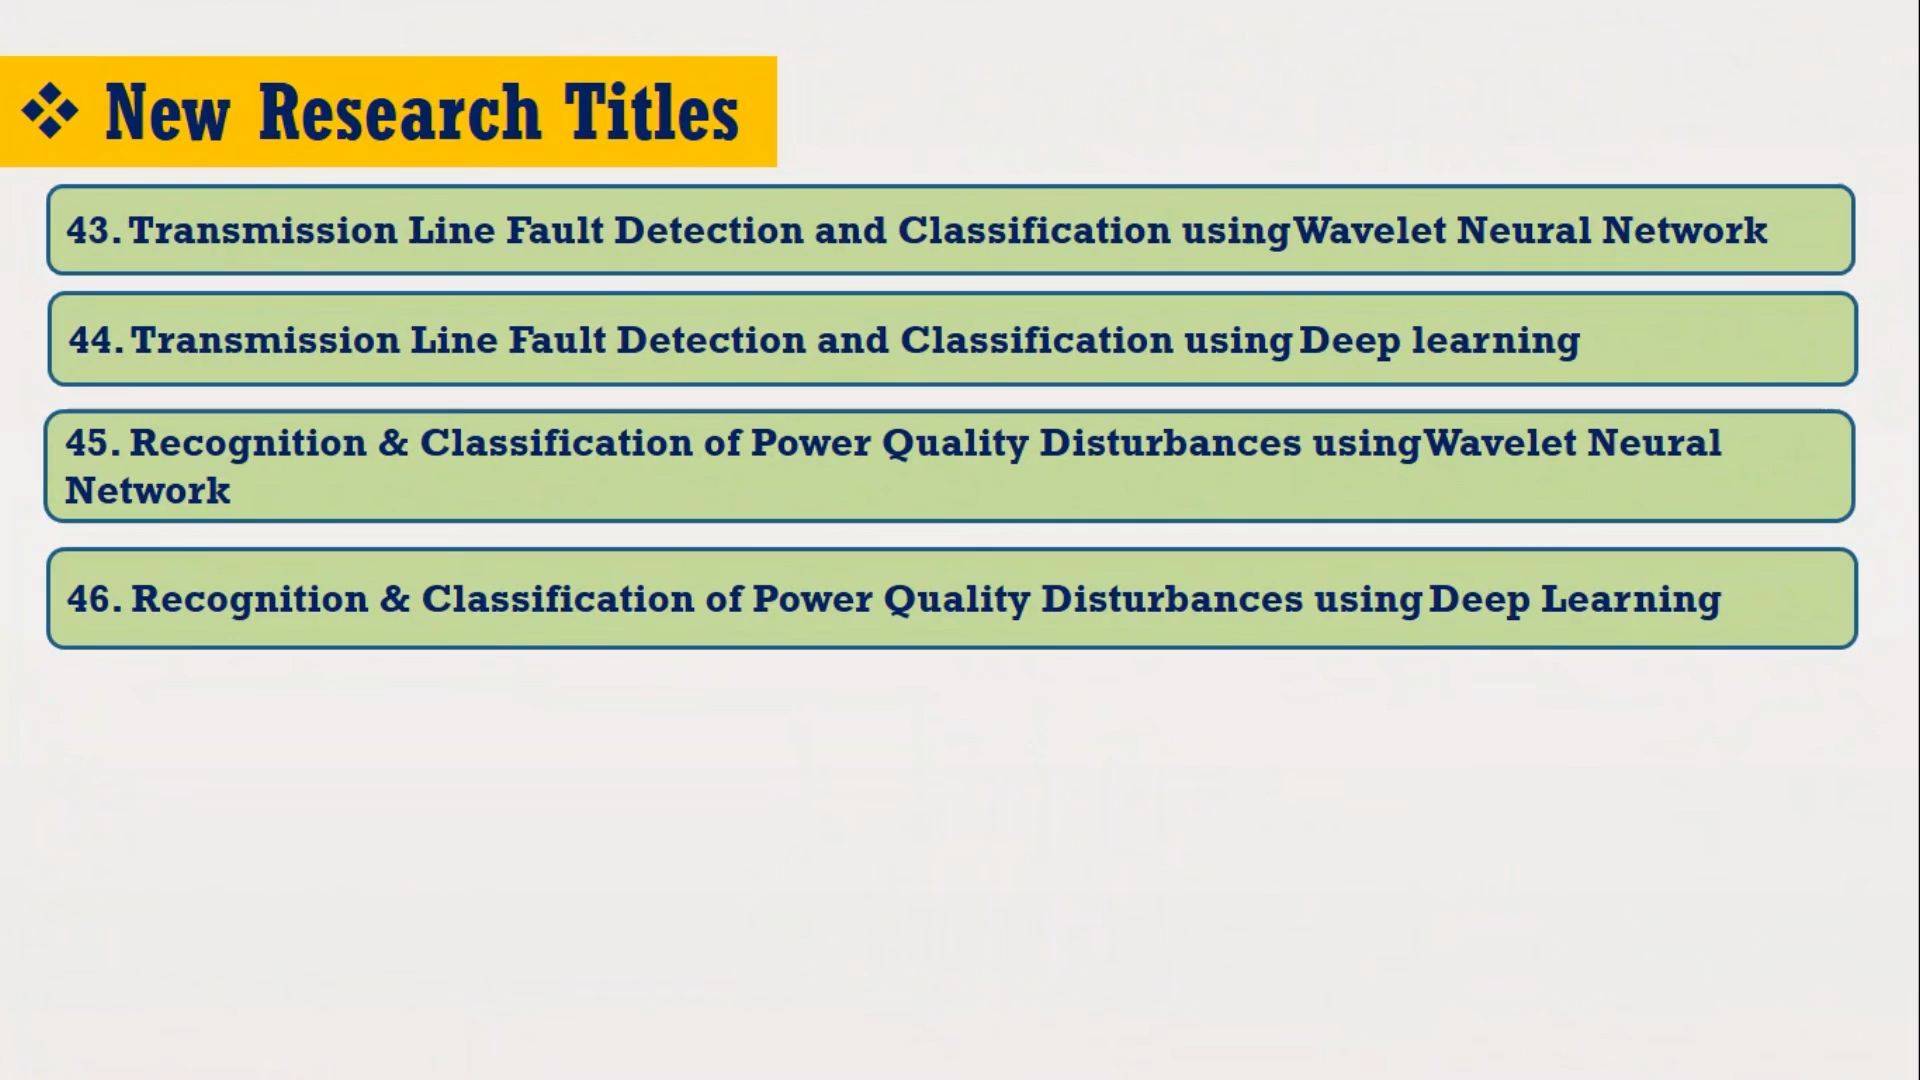 ❖ New Research Titles
43. Transmission Line Fault Detection and Classification using Wavelet Neural Network
44. Transmission Line Fault Detection and Classification using Deep learning
45. Recognition & Classification of Power Quality Disturbances using Wavelet Neural
Network
46. Recognition & Classification of Power Quality Disturbances using Deep Learning